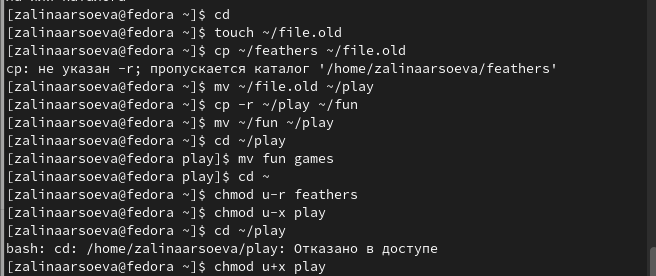 [zalinaarsoeva@fedora ~]$ cd
[zalinaarsoeva@fedora ~]$ touch ~/file.old
[zalinaarsoeva@fedora ~]$ cp ~/feathers ~/file.old
cp: не указан -r; пропускается каталог '/home/zalinaarsoeva/feathers'
[zalinaarsoeva@fedora ~]$ mv ~/file.old ~/play
[zalinaarsoeva@fedora ~]$ cp -r ~/play ~/fun
[zalinaarsoeva@fedora ~]$ mv ~/fun ~/play
[zalinaarsoeva@fedora ~]$ cd ~/play
[zalinaarsoeva@fedora play]$ mv fun games
[zalinaarsoeva@fedora play]$ cd ~
[zalinaarsoeva@fedora ~]$ chmod u-r feathers
[zalinaarsoeva@fedora ~]$ chmod u-x play
[zalinaarsoeva@fedora ~]$ cd ~/play
bash: cd: /home/zalinaarsoeva/play: Отказано в доступе
[zalinaarsoeva@fedora ~]$ chmod u+x play